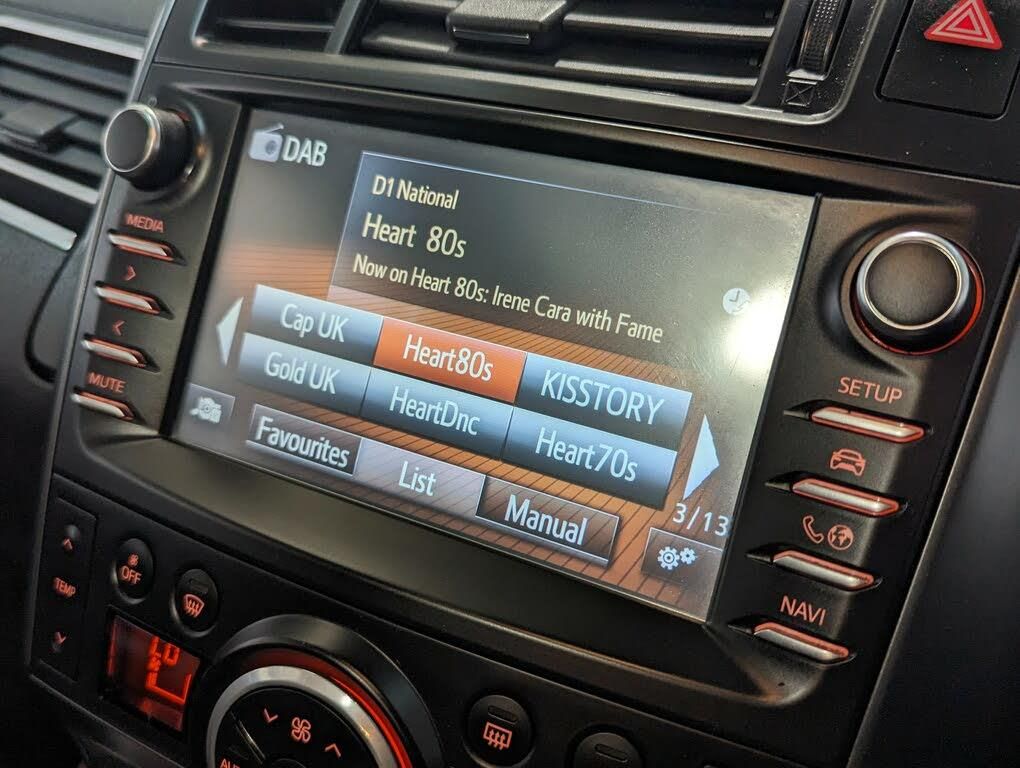 DAB
D1 National
Heart 80s
Now on Heart 80s: Irene Cara with Fame
Cap UK
Heart80s
KISSTORY
Gold UK
HeartDnc
Heart70s
Favourites
List
Manual
3/13
MEDIA
>
<
MUTE
SETUP
NAVI
TEMP
OFF